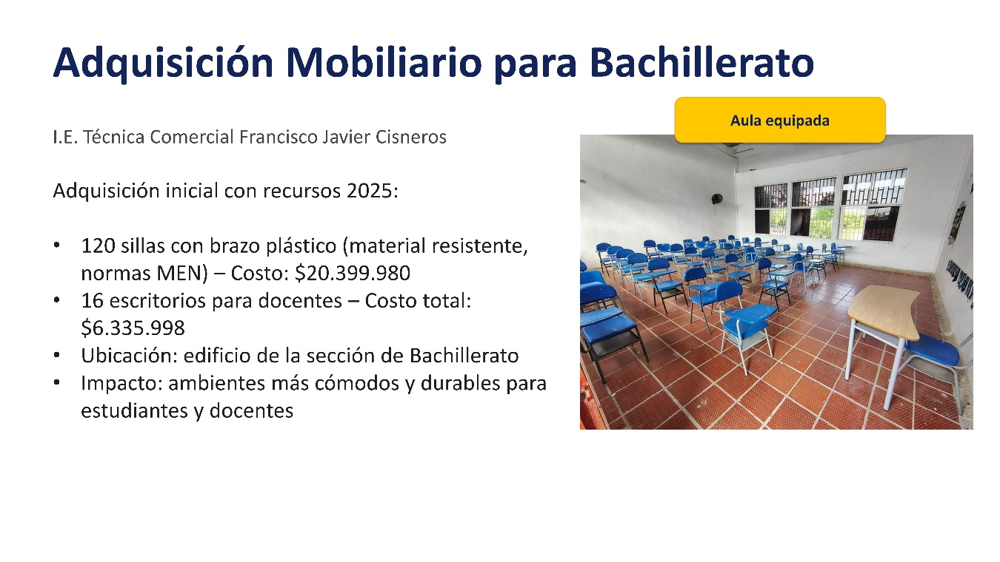 Adquisición Mobiliario para Bachillerato
Aula equipada
I.E. Técnica Comercial Francisco Javier Cisneros
Adquisición inicial con recursos 2025:
• 120 sillas con brazo plástico (material resistente,
normas MEN) – Costo: $20.399.980
• 16 escritorios para docentes – Costo total:
$6.335.998
• Ubicación: edificio de la sección de Bachillerato
• Impacto: ambientes más cómodos y durables para
estudiantes y docentes